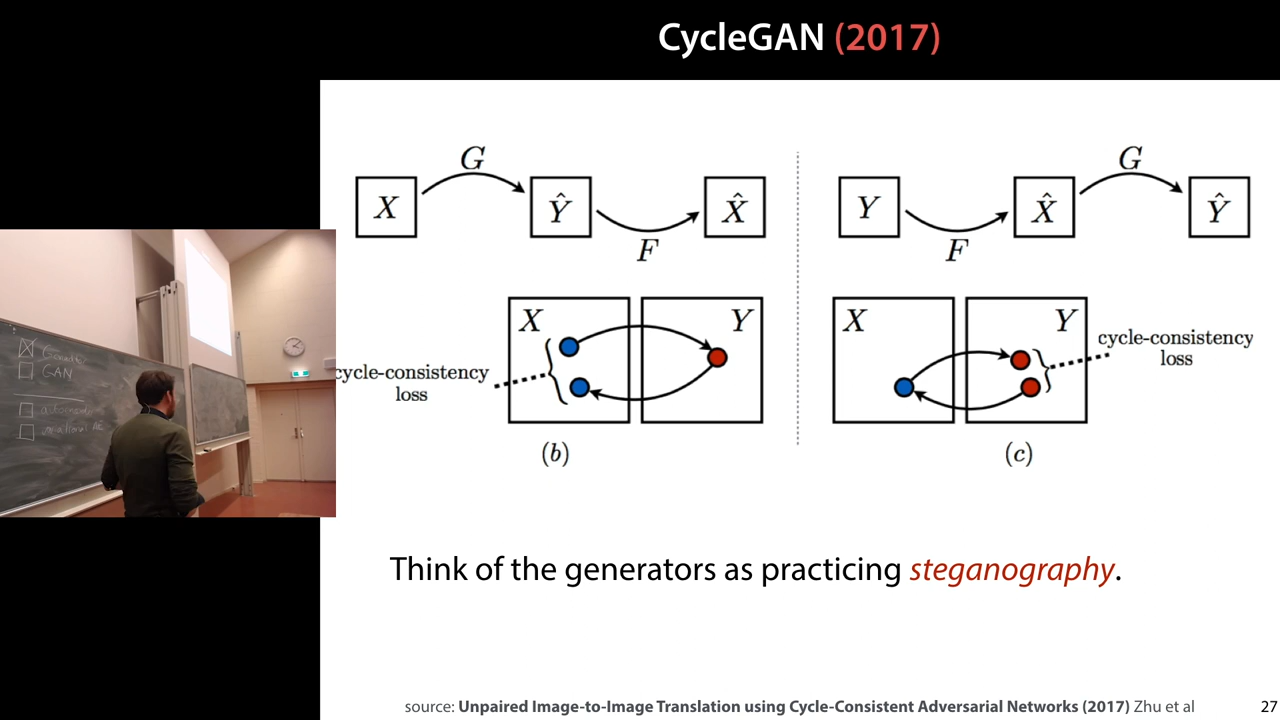 CycleGAN (2017)
G
X
Ŷ
X̂
F
Y
X̂
Ŷ
F
G
X
Y
cycle-consistency
loss
(b)
X
Y
cycle-consistency
loss
(c)
Think of the generators as practicing steganography.
source: Unpaired Image-to-Image Translation using Cycle-Consistent Adversarial Networks (2017) Zhu et al
27
GAN